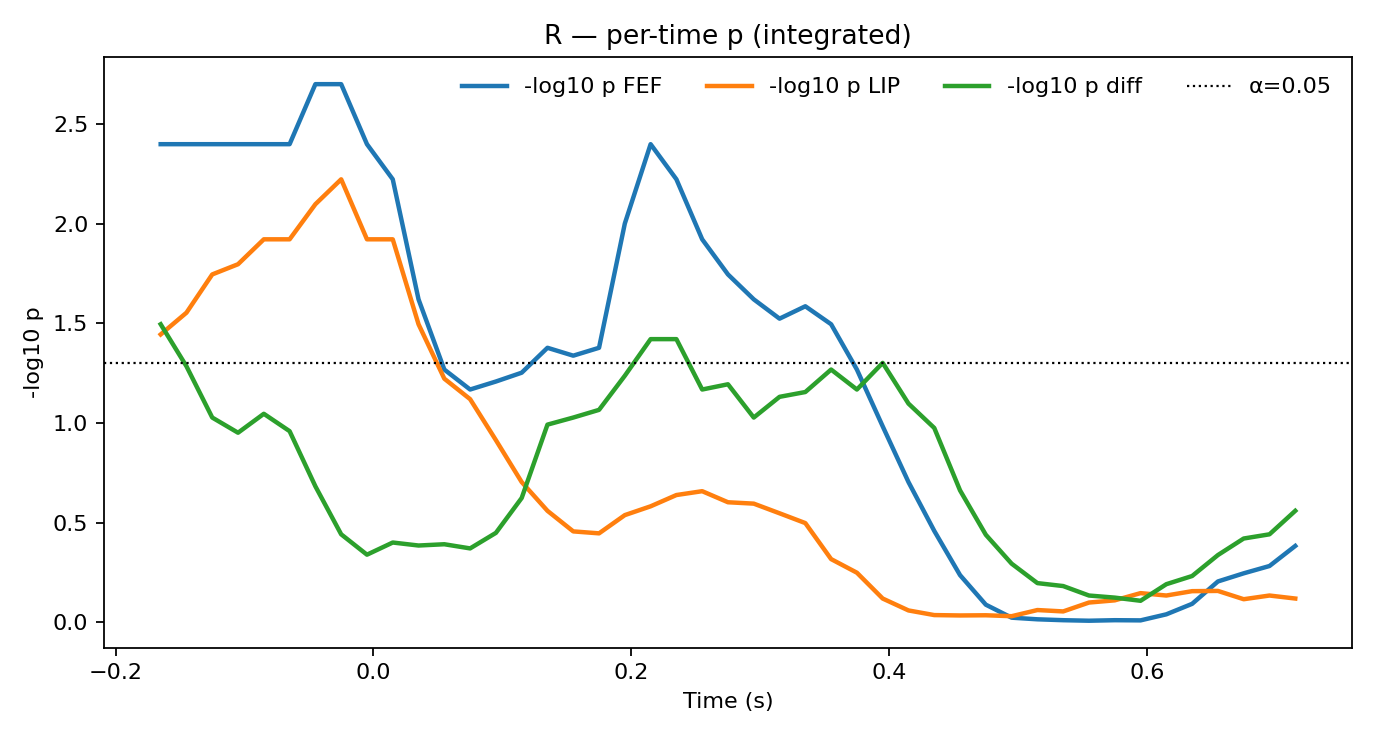 R — per-time p (integrated)
-log10 p FEF
-log10 p LIP
-log10 p diff
α=0.05
-log10 p
2.5
2.0
1.5
1.0
0.5
0.0
−0.2
0.0
0.2
0.4
0.6
Time (s)